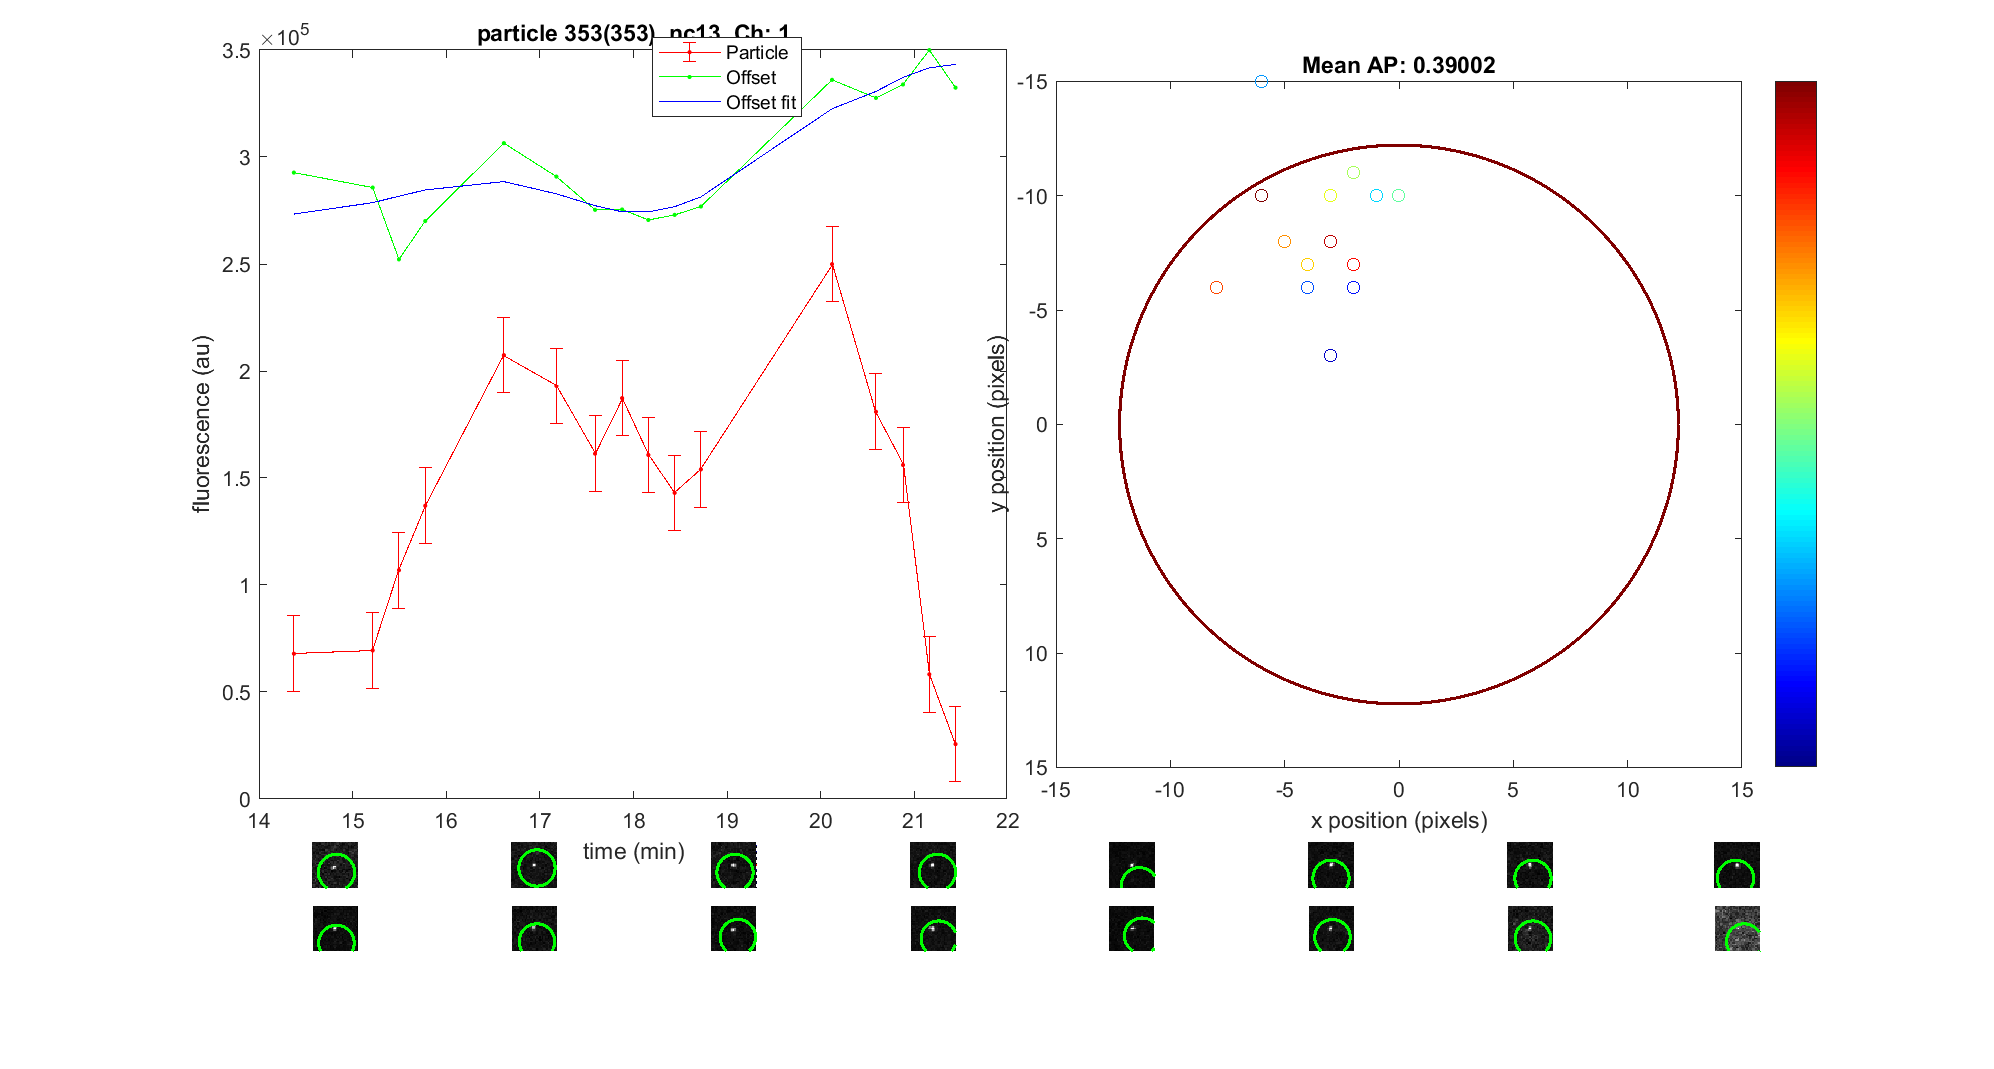 particle 353(353), nc13, Ch: 1
×10⁵
Particle
Offset
Offset fit
3.5
3
2.5
2
1.5
1
0.5
0
fluorescence (au)
14 15 16 17 18 19 20 21 22
time (min)
Mean AP: 0.39002
-15
-10
-5
0
5
10
15
y position (pixels)
-15 -10 -5 0 5 10 15
x position (pixels)